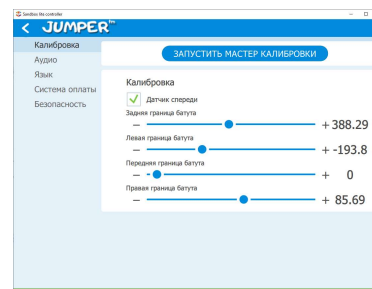 Sandbox lite controller
< JUMPER
Калибровка
Аудио
Язык
Система оплаты
Безопасность
ЗАПУСТИТЬ МАСТЕР КАЛИБРОВКИ
Калибровка
Датчик спереди
Задняя граница батута
– + 388.29
Левая граница батута
– + -193.8
Передняя граница батута
– + 0
Правая граница батута
– + 85.69